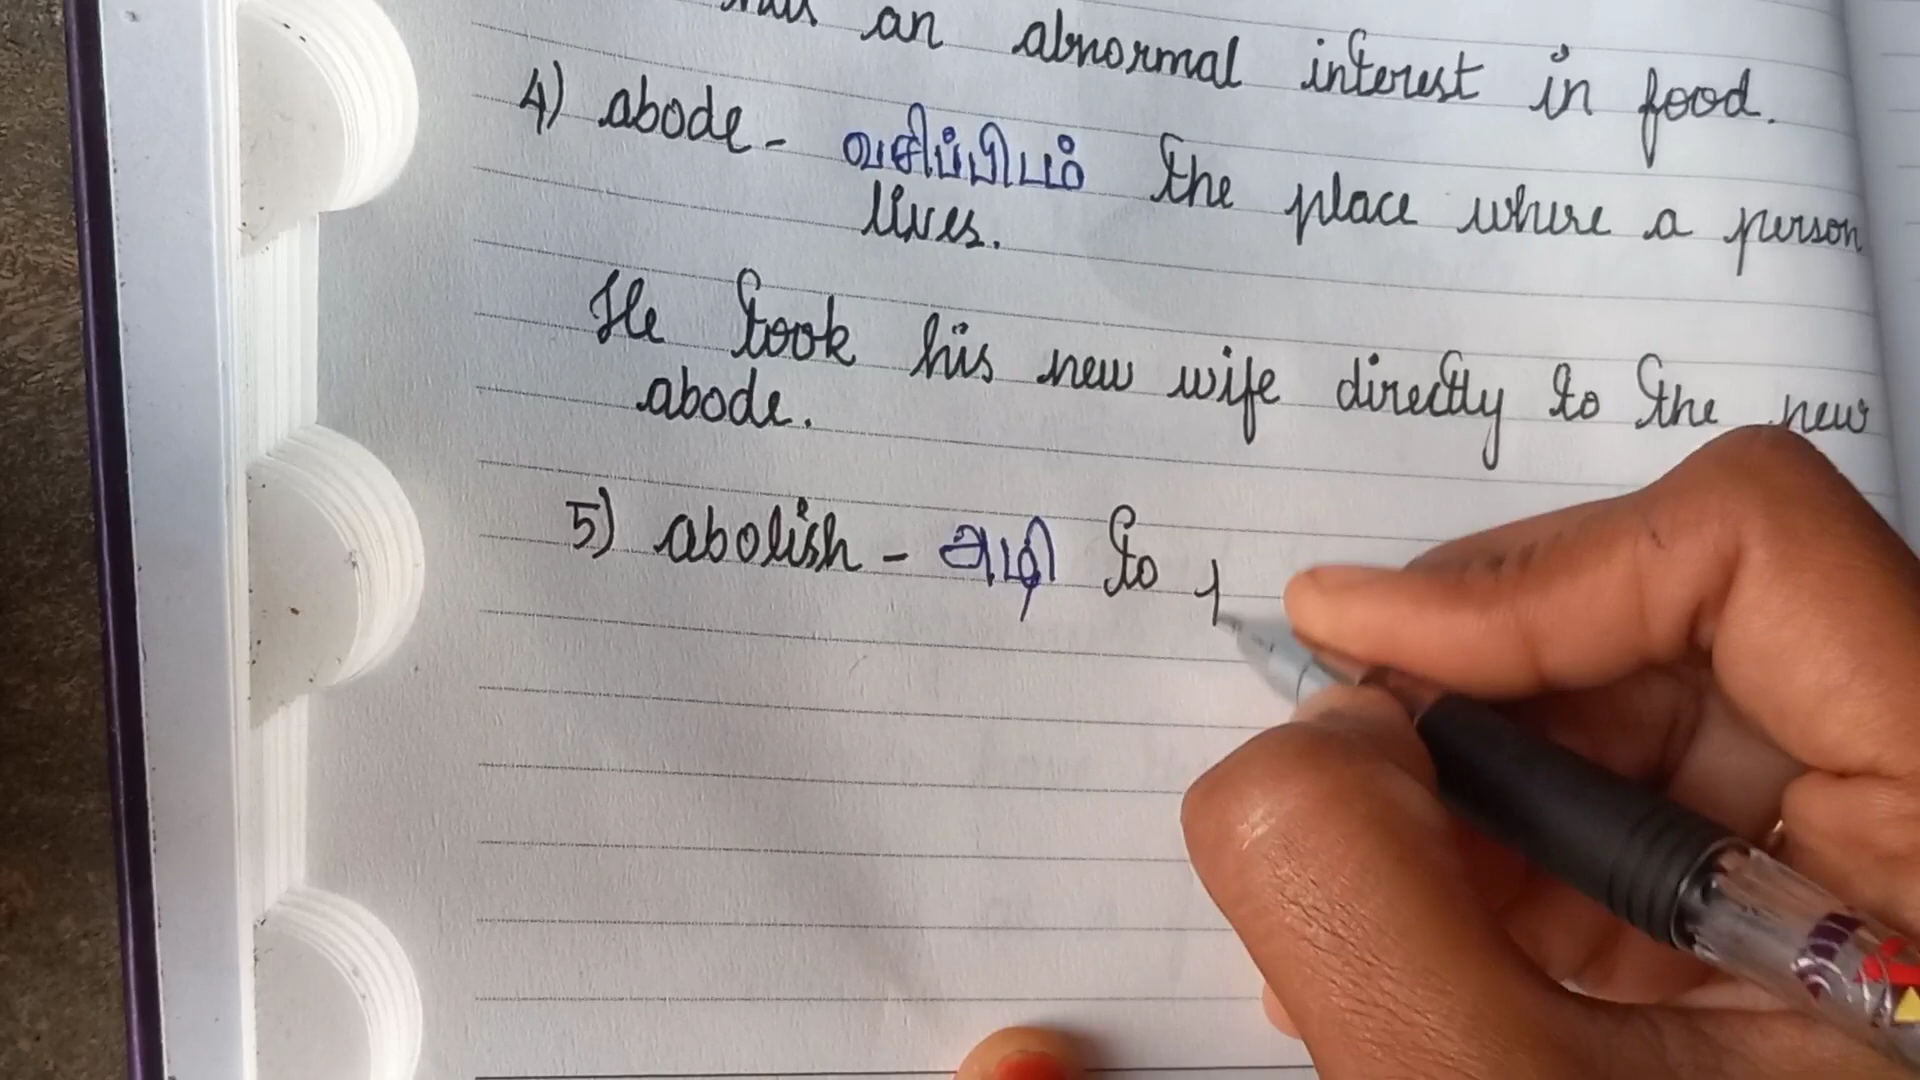 an abnormal interest in food.
4) abode - வசிப்பிடம் the place where a person
lives.
He took his new wife directly to the new
abode.
5) abolish - அழி to